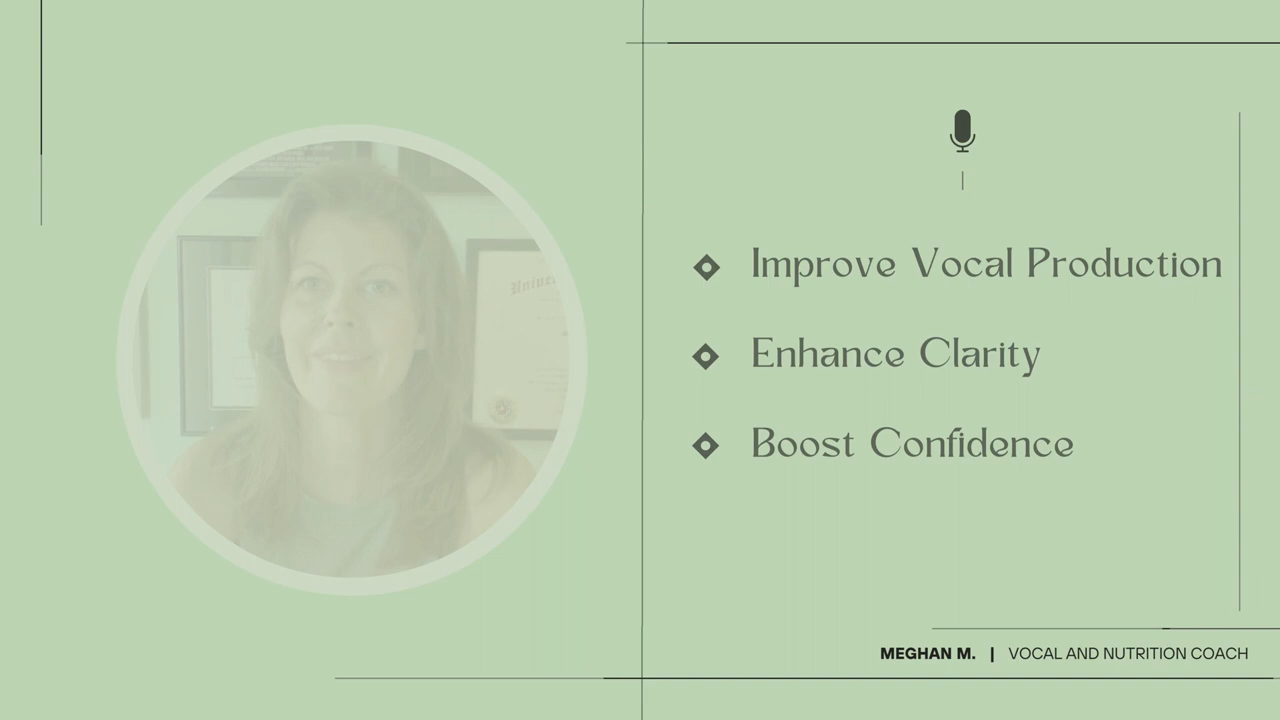 Improve Vocal Production
Enhance Clarity
Boost Confidence
MEGHAN M. | VOCAL AND NUTRITION COACH